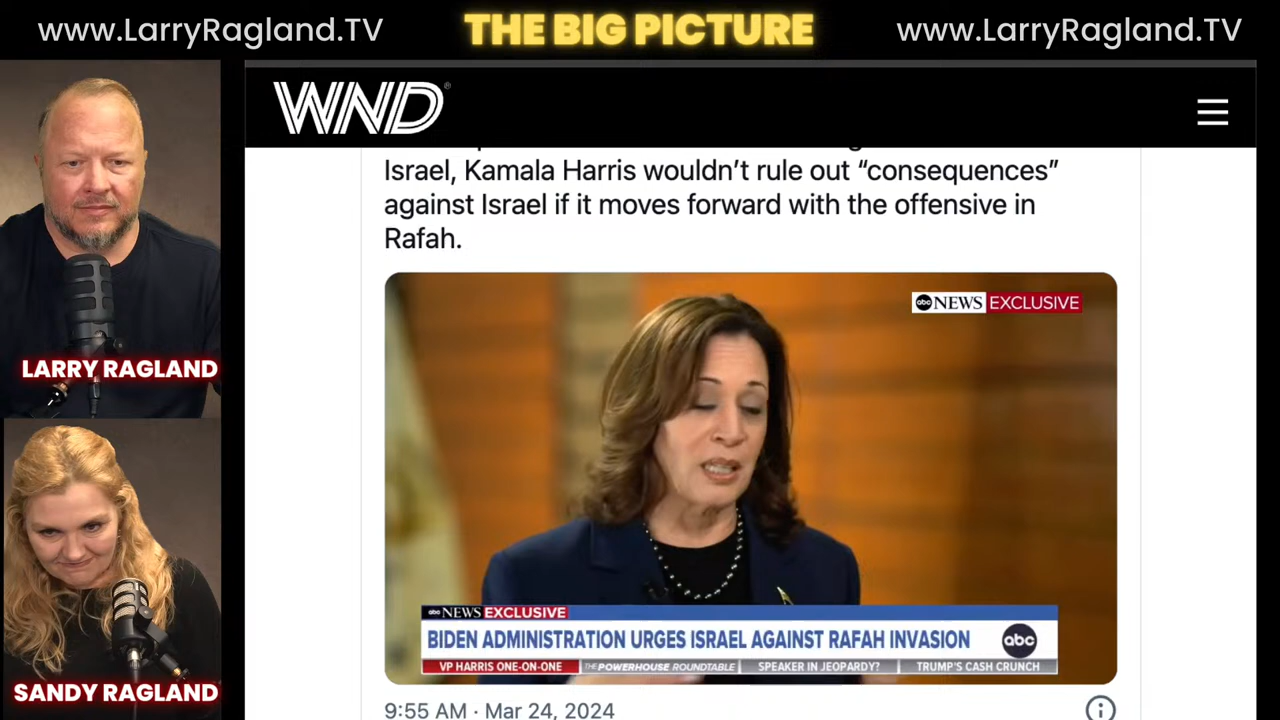 www.LarryRagland.TV
THE BIG PICTURE
www.LarryRagland.TV
WND
Israel, Kamala Harris wouldn’t rule out “consequences”
against Israel if it moves forward with the offensive in
Rafah.
abc NEWS EXCLUSIVE
abc NEWS EXCLUSIVE
BIDEN ADMINISTRATION URGES ISRAEL AGAINST RAFAH INVASION
abc
VP HARRIS ONE-ON-ONE
THE POWERHOUSE ROUNDTABLE
SPEAKER IN JEOPARDY?
TRUMP'S CASH CRUNCH
9:55 AM · Mar 24, 2024
LARRY RAGLAND
SANDY RAGLAND